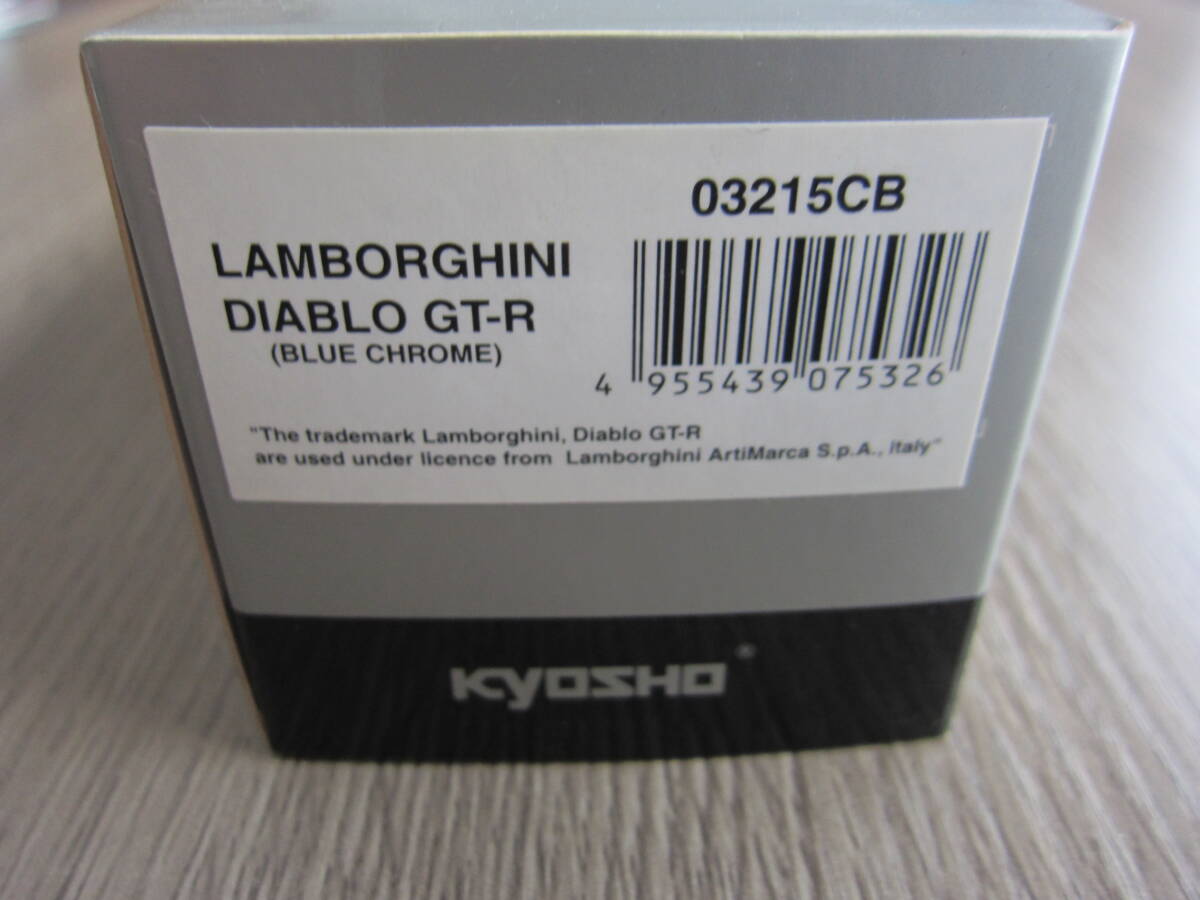 03215CB
LAMBORGHINI
DIABLO GT-R
(BLUE CHROME)
4 955439 075326
"The trademark Lamborghini, Diablo GT-R
are used under licence from Lamborghini ArtiMarca S.p.A., italy"
KYOSHO®